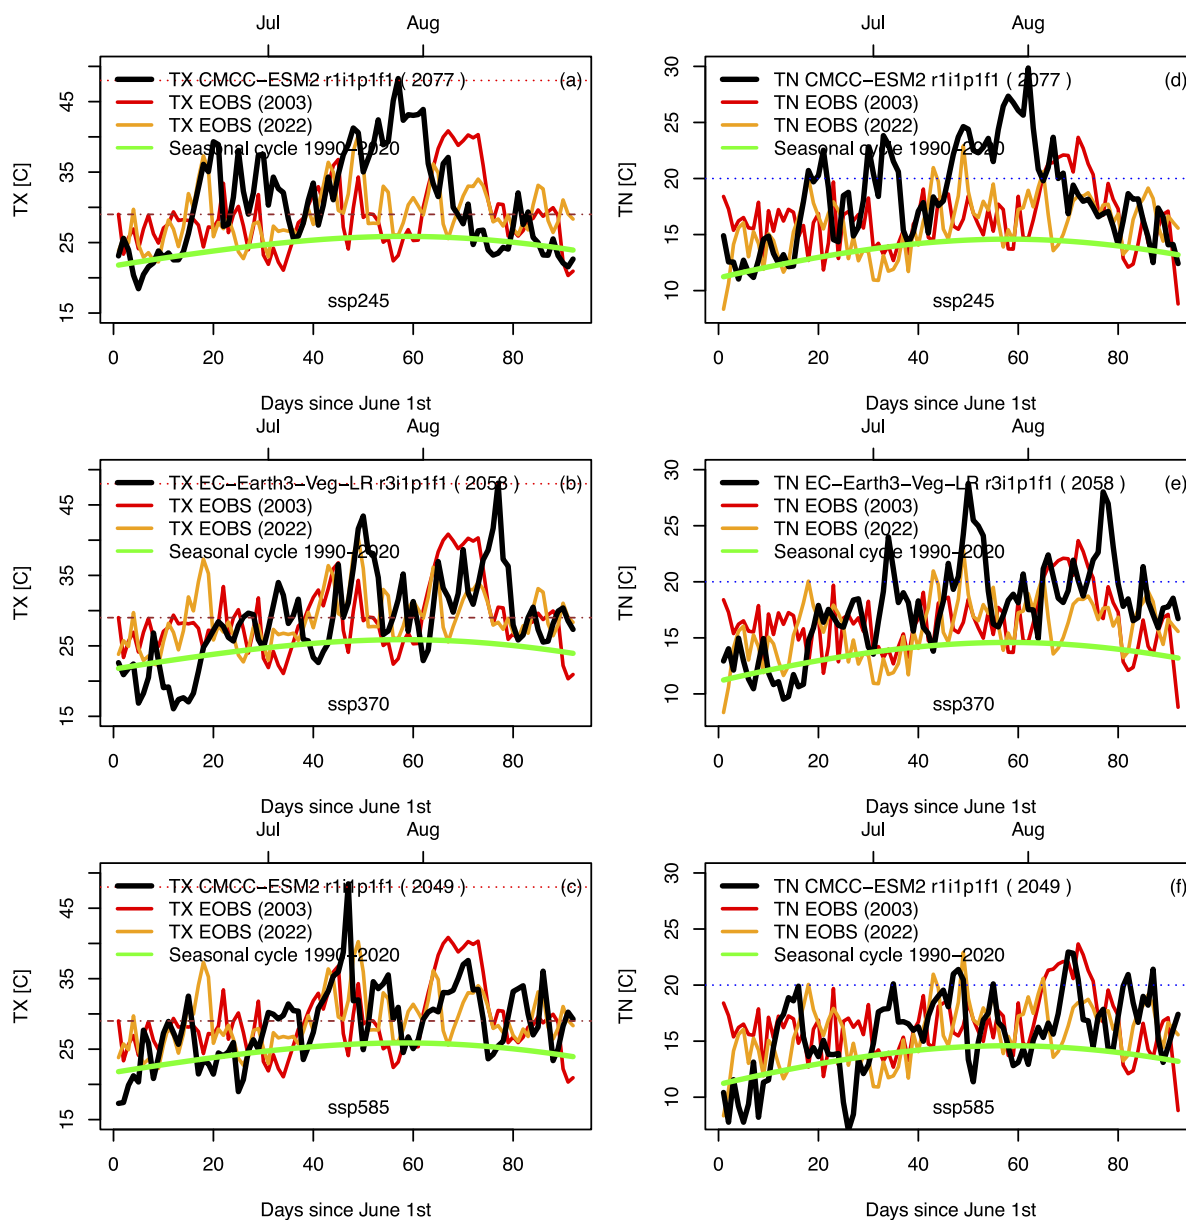 Jul Aug
TX CMCC−ESM2 r1i1p1f1 ( 2077 ) (a)
TX EOBS (2003)
TX EOBS (2022)
Seasonal cycle 1990−2020
ssp245
TX [C]
15 25 35 45
0 20 40 60 80
Days since June 1st
Jul Aug
TN CMCC−ESM2 r1i1p1f1 ( 2077 ) (d)
TN EOBS (2003)
TN EOBS (2022)
Seasonal cycle 1990−2020
ssp245
TN [C]
10 15 20 25 30
0 20 40 60 80
Days since June 1st
Jul Aug
TX EC−Earth3−Veg−LR r3i1p1f1 ( 2058 ) (b)
TX EOBS (2003)
TX EOBS (2022)
Seasonal cycle 1990−2020
ssp370
TX [C]
15 25 35 45
0 20 40 60 80
Days since June 1st
Jul Aug
TN EC−Earth3−Veg−LR r3i1p1f1 ( 2058 ) (e)
TN EOBS (2003)
TN EOBS (2022)
Seasonal cycle 1990−2020
ssp370
TN [C]
10 15 20 25 30
0 20 40 60 80
Days since June 1st
Jul Aug
TX CMCC−ESM2 r1i1p1f1 ( 2049 ) (c)
TX EOBS (2003)
TX EOBS (2022)
Seasonal cycle 1990−2020
ssp585
TX [C]
15 25 35 45
0 20 40 60 80
Days since June 1st
Jul Aug
TN CMCC−ESM2 r1i1p1f1 ( 2049 ) (f)
TN EOBS (2003)
TN EOBS (2022)
Seasonal cycle 1990−2020
ssp585
TN [C]
10 15 20 25 30
0 20 40 60 80
Days since June 1st